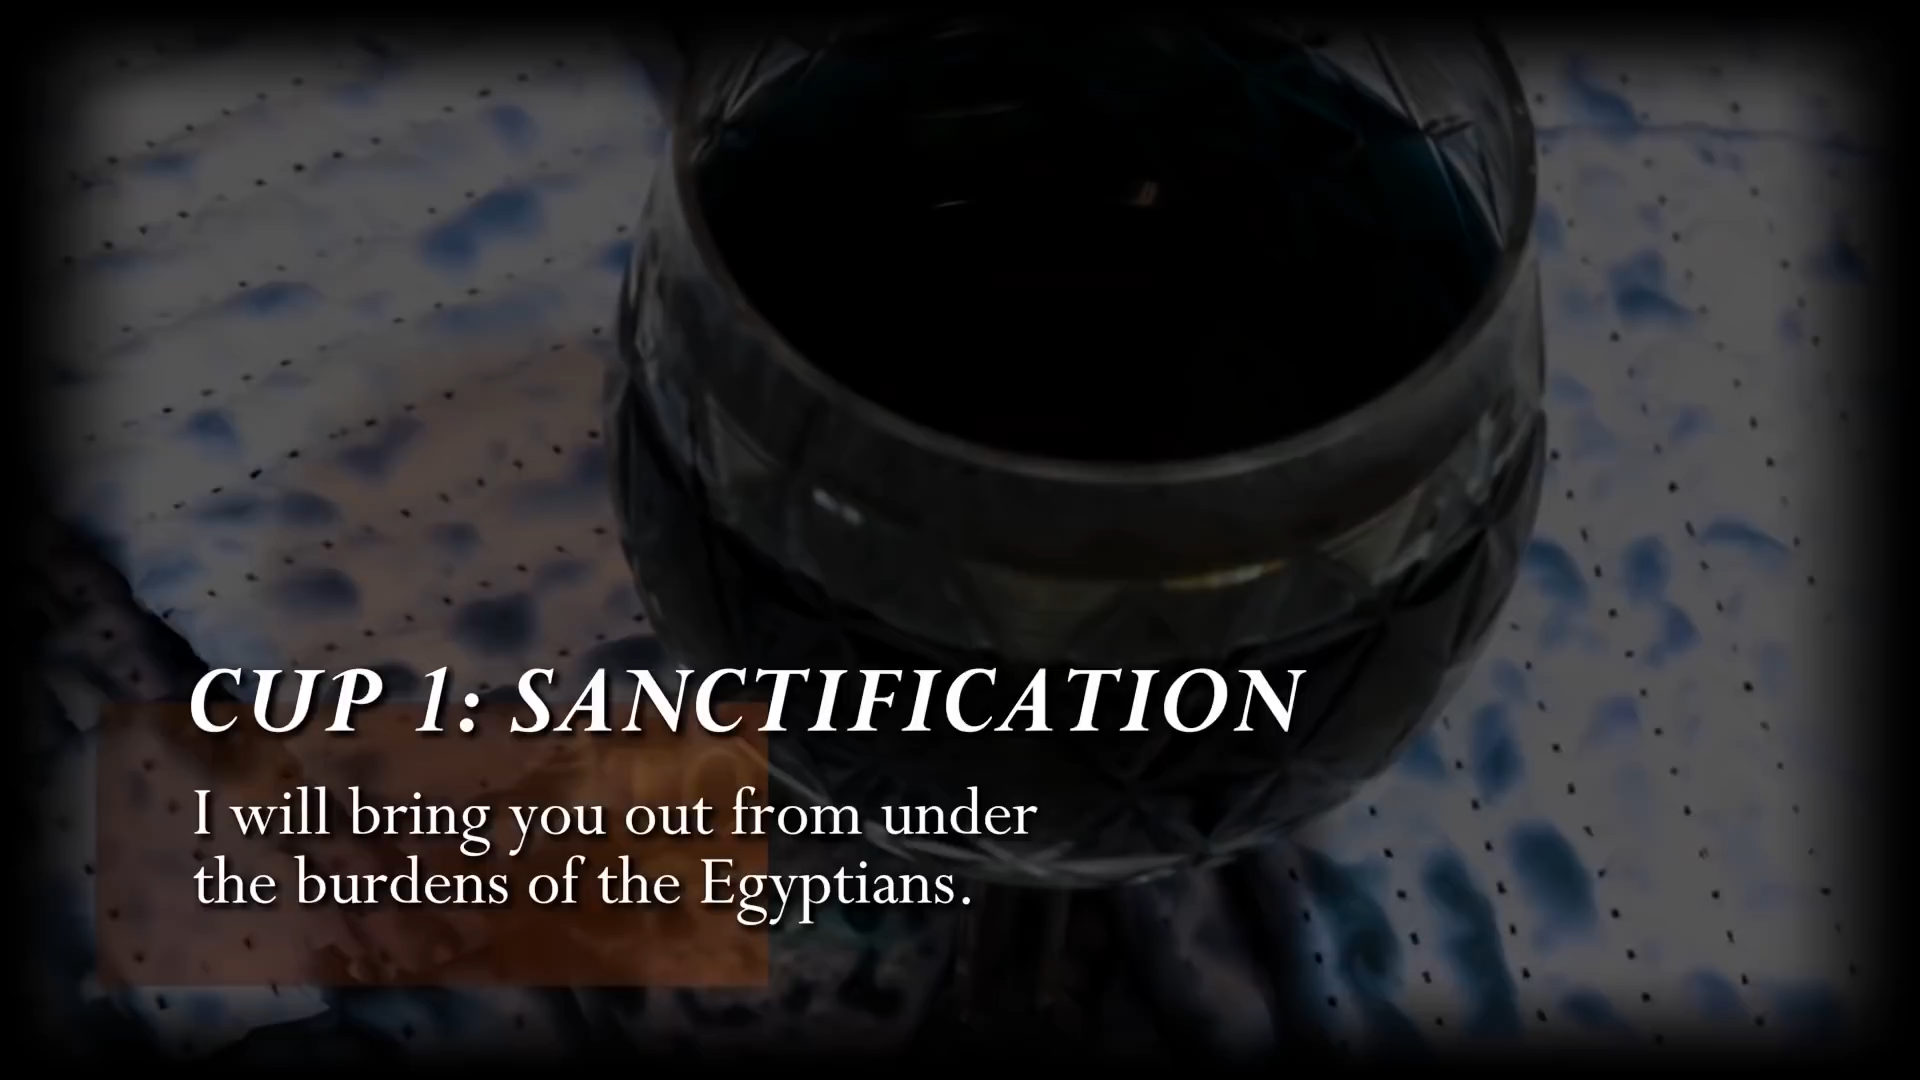 CUP 1: SANCTIFICATION
I will bring you out from under
the burdens of the Egyptians.